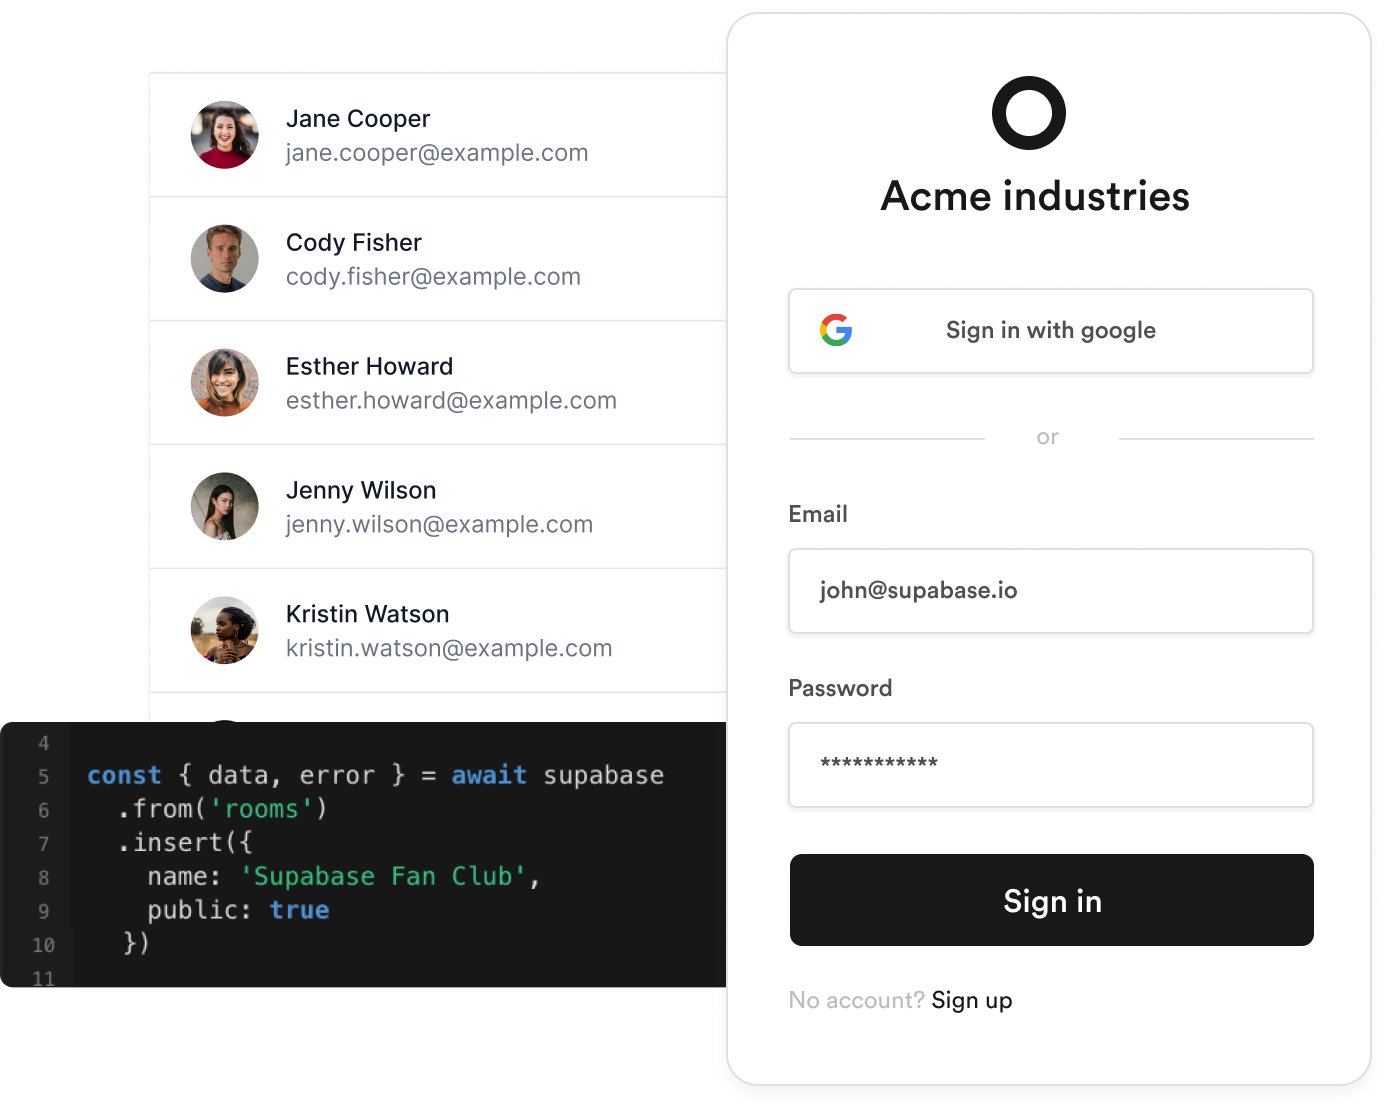 Jane Cooper
jane.cooper@example.com
Cody Fisher
cody.fisher@example.com
Esther Howard
esther.howard@example.com
Jenny Wilson
jenny.wilson@example.com
Kristin Watson
kristin.watson@example.com
4
5 const { data, error } = await supabase
6 .from('rooms')
7 .insert({
8 name: 'Supabase Fan Club',
9 public: true
10 })
11
Acme industries
Sign in with google
or
Email
john@supabase.io
Password
***********
Sign in
No account? Sign up